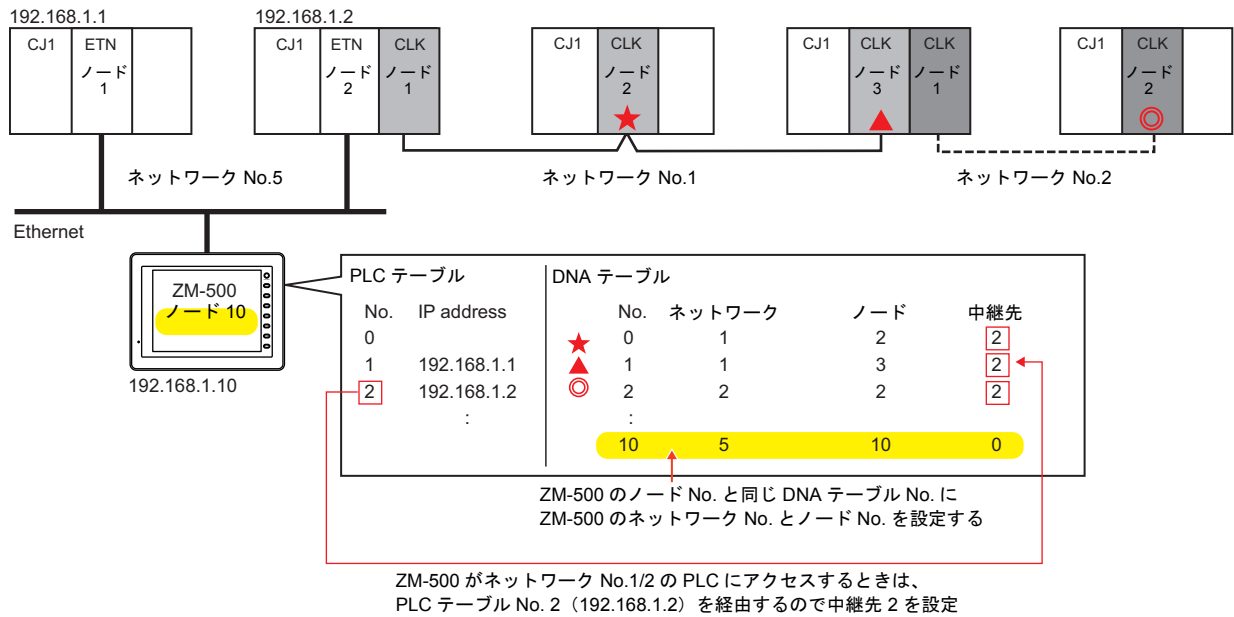 192.168.1.1
192.168.1.2
CJ1 ETN
ノード
1
CJ1 ETN CLK
ノード ノード
2 1
CJ1 CLK
ノード
2
CJ1 CLK CLK
ノード ノード
3 1
CJ1 CLK
ノード
2
ネットワーク No.5
ネットワーク No.1
ネットワーク No.2
Ethernet
ZM-500
ノード 10
192.168.1.10
PLC テーブル
No. IP address
0
1 192.168.1.1
2 192.168.1.2
:
DNA テーブル
No. ネットワーク ノード 中継先
0 1 2 2
1 1 3 2
2 2 2 2
:
10 5 10 0
ZM-500 のノード No. と同じ DNA テーブル No. に
ZM-500 のネットワーク No. とノード No. を設定する
ZM-500 がネットワーク No.1/2 の PLC にアクセスするときは、
PLC テーブル No. 2（192.168.1.2）を経由するので中継先 2 を設定